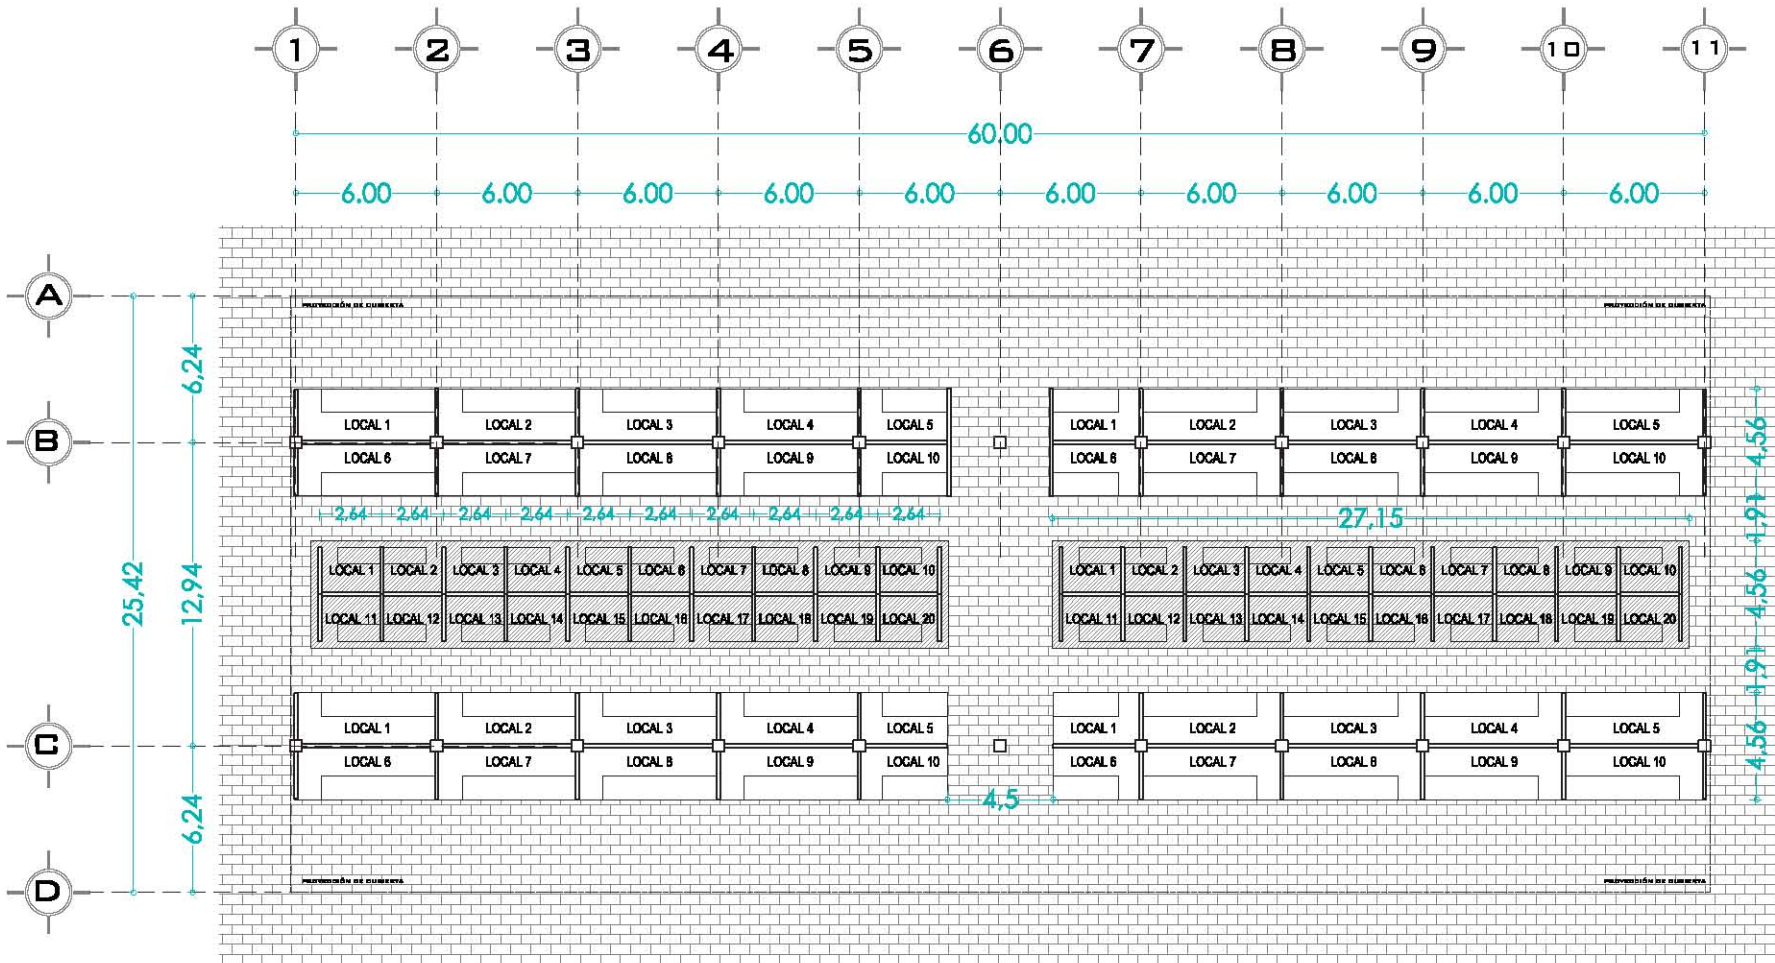 1 2 3 4 5 6 7 8 9 10 11
60.00
6.00 6.00 6.00 6.00 6.00 6.00 6.00 6.00 6.00 6.00
A
PROYECCIÓN DE CUBIERTA PROYECCIÓN DE CUBIERTA
6,24
LOCAL 1 LOCAL 2 LOCAL 3 LOCAL 4 LOCAL 5 LOCAL 1 LOCAL 2 LOCAL 3 LOCAL 4 LOCAL 5
B
4,56
LOCAL 6 LOCAL 7 LOCAL 8 LOCAL 9 LOCAL 10 LOCAL 6 LOCAL 7 LOCAL 8 LOCAL 9 LOCAL 10
2,64 2,64 2,64 2,64 2,64 2,64 2,64 2,64 2,64 2,64 27,15
1,91
LOCAL 1 LOCAL 2 LOCAL 3 LOCAL 4 LOCAL 5 LOCAL 6 LOCAL 7 LOCAL 8 LOCAL 9 LOCAL 10 LOCAL 1 LOCAL 2 LOCAL 3 LOCAL 4 LOCAL 5 LOCAL 6 LOCAL 7 LOCAL 8 LOCAL 9 LOCAL 10
25,42 12,94 4,56
LOCAL 11 LOCAL 12 LOCAL 13 LOCAL 14 LOCAL 15 LOCAL 16 LOCAL 17 LOCAL 18 LOCAL 19 LOCAL 20 LOCAL 11 LOCAL 12 LOCAL 13 LOCAL 14 LOCAL 15 LOCAL 16 LOCAL 17 LOCAL 18 LOCAL 19 LOCAL 20
1,91
LOCAL 1 LOCAL 2 LOCAL 3 LOCAL 4 LOCAL 5 LOCAL 1 LOCAL 2 LOCAL 3 LOCAL 4 LOCAL 5
C
4,56
LOCAL 6 LOCAL 7 LOCAL 8 LOCAL 9 LOCAL 10 LOCAL 6 LOCAL 7 LOCAL 8 LOCAL 9 LOCAL 10
4,5
6,24
PROYECCIÓN DE CUBIERTA PROYECCIÓN DE CUBIERTA
D